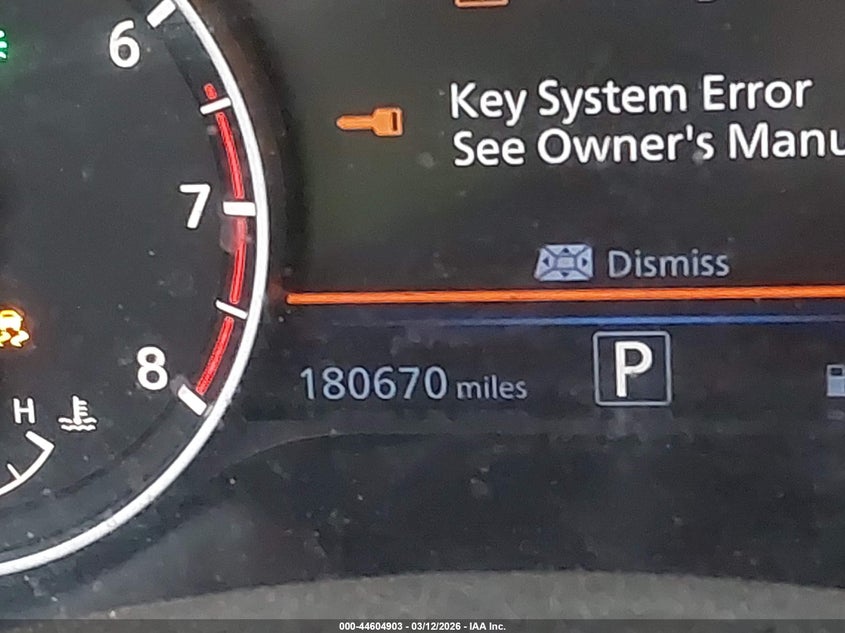 6
Key System Error
See Owner's Manu
7
Dismiss
8
180670 miles
P
H
000-44604903 - 03/12/2026 - IAA Inc.